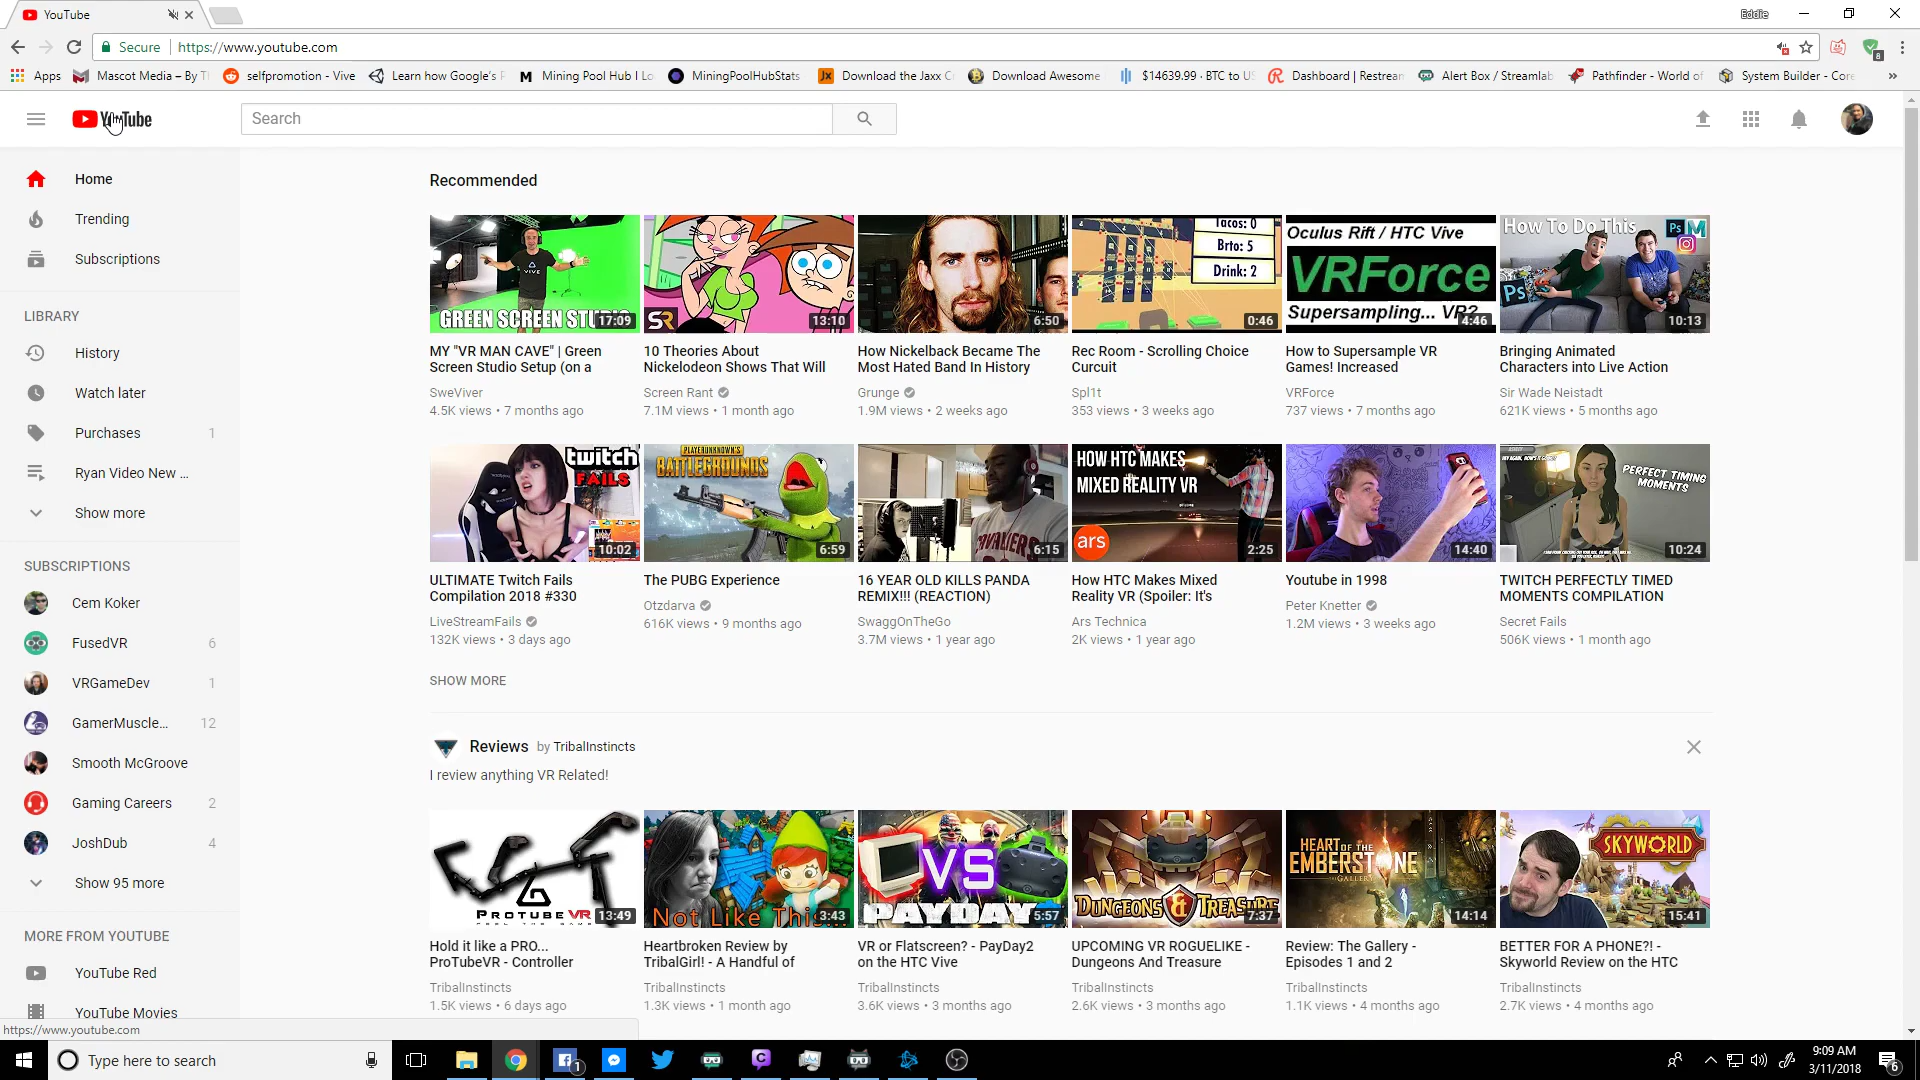 YouTube
Eddie
Secure https://www.youtube.com
Apps Mascot Media – By selfpromotion - Vive Learn how Google's Mining Pool Hub I Lo MiningPoolHubStats Download the Jaxx Download Awesome $14639.99 · BTC to Dashboard | Restream Alert Box / Streamlab Pathfinder - World of System Builder - Core
8
YouTube
Search
Home
Trending
Subscriptions
LIBRARY
History
Watch later
Purchases 1
Ryan Video New ...
Show more
SUBSCRIPTIONS
Cem Koker
FusedVR 6
VRGameDev 1
GamerMuscle... 12
Smooth McGroove
Gaming Careers 2
JoshDub 4
Show 95 more
MORE FROM YOUTUBE
YouTube Red
YouTube Movies
https://www.youtube.com
Recommended
VIVE
GREEN SCREEN STUDIO
17:09
MY "VR MAN CAVE" | Green
Screen Studio Setup (on a
SweViver
4.5K views • 7 months ago
SR
13:10
10 Theories About
Nickelodeon Shows That Will
Screen Rant
7.1M views • 1 month ago
6:50
How Nickelback Became The
Most Hated Band In History
Grunge
1.9M views • 2 weeks ago
Tacos: 0
Brto: 5
Drink: 2
0:46
Rec Room - Scrolling Choice
Curcuit
Spl1t
353 views • 3 weeks ago
Oculus Rift / HTC Vive
VRForce
Supersampling... VR?
4:46
How to Supersample VR
Games! Increased
VRForce
737 views • 7 months ago
How To Do This
Ps M
Ps
10:13
Bringing Animated
Characters into Live Action
Sir Wade Neistadt
621K views • 5 months ago
twitch
FAILS
10:02
ULTIMATE Twitch Fails
Compilation 2018 #330
LiveStreamFails
132K views • 3 days ago
PLAYERUNKNOWN'S
BATTLEGROUNDS
6:59
The PUBG Experience
Otzdarva
616K views • 9 months ago
CAVALIERS
6:15
16 YEAR OLD KILLS PANDA
REMIX!!! (REACTION)
SwaggOnTheGo
3.7M views • 1 year ago
HOW HTC MAKES
MIXED REALITY VR
ars
2:25
How HTC Makes Mixed
Reality VR (Spoiler: It's
Ars Technica
2K views • 1 year ago
14:40
Youtube in 1998
Peter Knetter
1.2M views • 3 weeks ago
PERFECT TIMING
MOMENTS
10:24
TWITCH PERFECTLY TIMED
MOMENTS COMPILATION
Secret Fails
506K views • 1 month ago
SHOW MORE
Reviews by TribalInstincts
I review anything VR Related!
PROTUBE VR
13:49
Hold it like a PRO...
ProTubeVR - Controller
TribalInstincts
1.5K views • 6 days ago
Not Like This...
3:43
Heartbroken Review by
TribalGirl! - A Handful of
TribalInstincts
1.3K views • 1 month ago
VS
PAYDAY
5:57
VR or Flatscreen? - PayDay2
on the HTC Vive
TribalInstincts
3.6K views • 3 months ago
DUNGEONS & TREASURE
7:37
UPCOMING VR ROGUELIKE -
Dungeons And Treasure
TribalInstincts
2.6K views • 3 months ago
HEART OF THE
EMBERSTONE
THE GALLERY
14:14
Review: The Gallery -
Episodes 1 and 2
TribalInstincts
1.1K views • 4 months ago
SKYWORLD
15:41
BETTER FOR A PHONE?! -
Skyworld Review on the HTC
TribalInstincts
2.7K views • 4 months ago
Type here to search
1
9:09 AM
3/11/2018
6